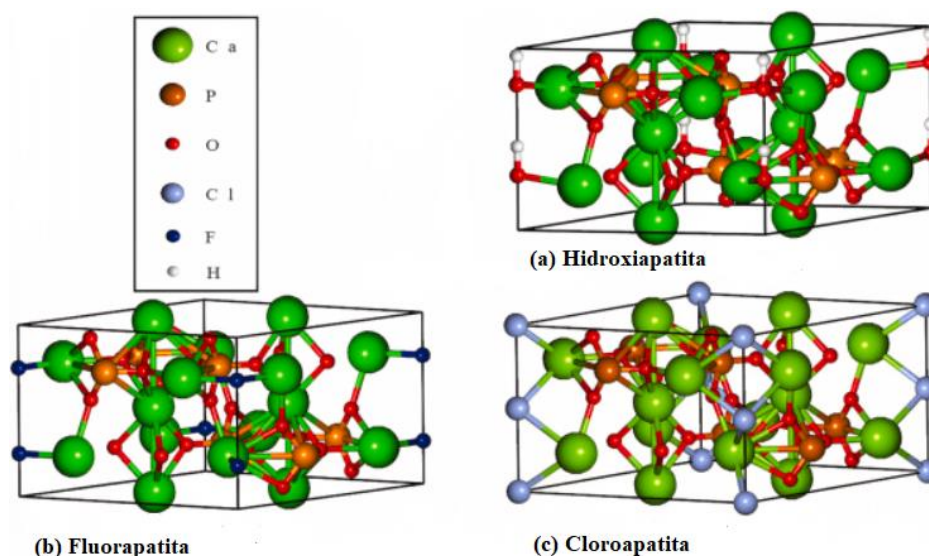 C a
P
O
C l
F
H
(a) Hidroxiapatita
(b) Fluorapatita
(c) Cloroapatita